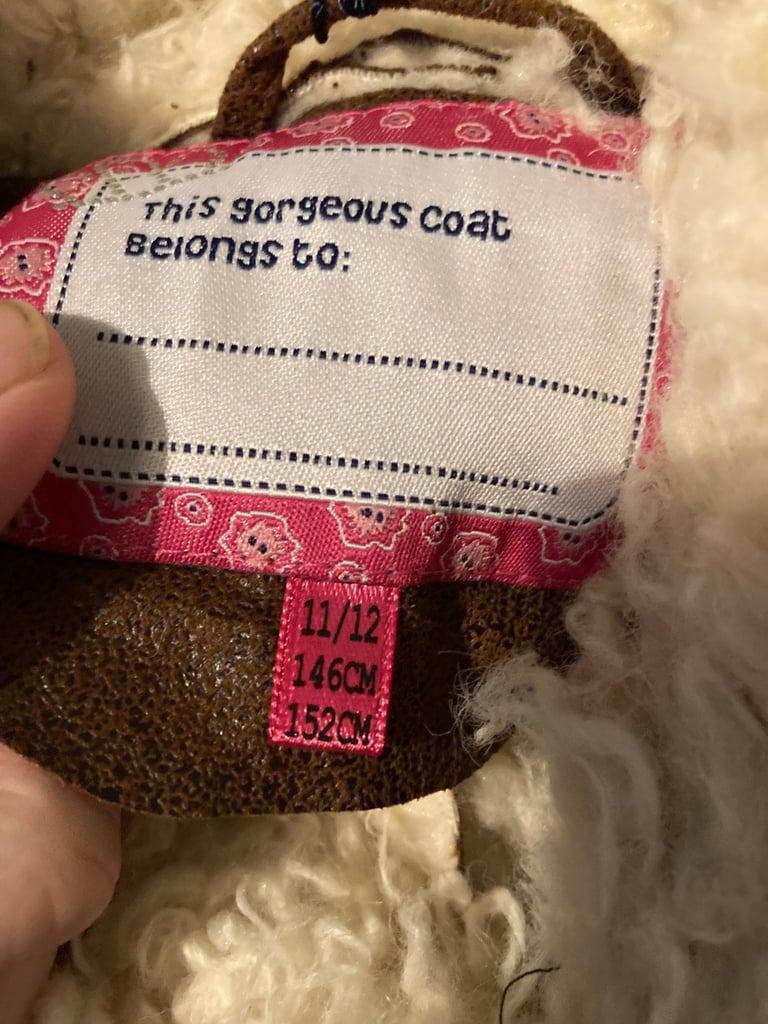 This gorgeous coat
Belongs to:
11/12
146CM
152CM